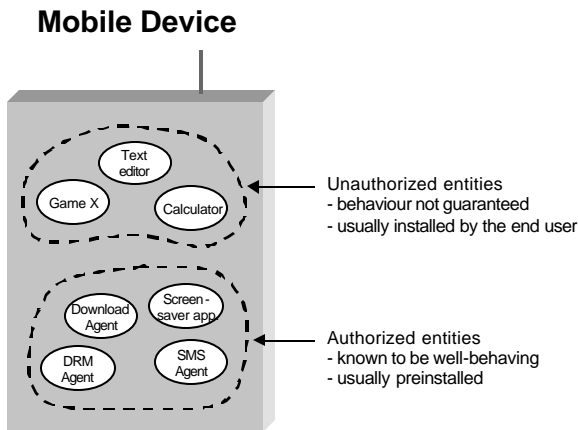 Mobile Device
Text
editor
Game X
Calculator
Unauthorized entities
- behaviour not guaranteed
- usually installed by the end user
Screen-
saver app.
Download
Agent
DRM
Agent
SMS
Agent
Authorized entities
- known to be well-behaving
- usually preinstalled